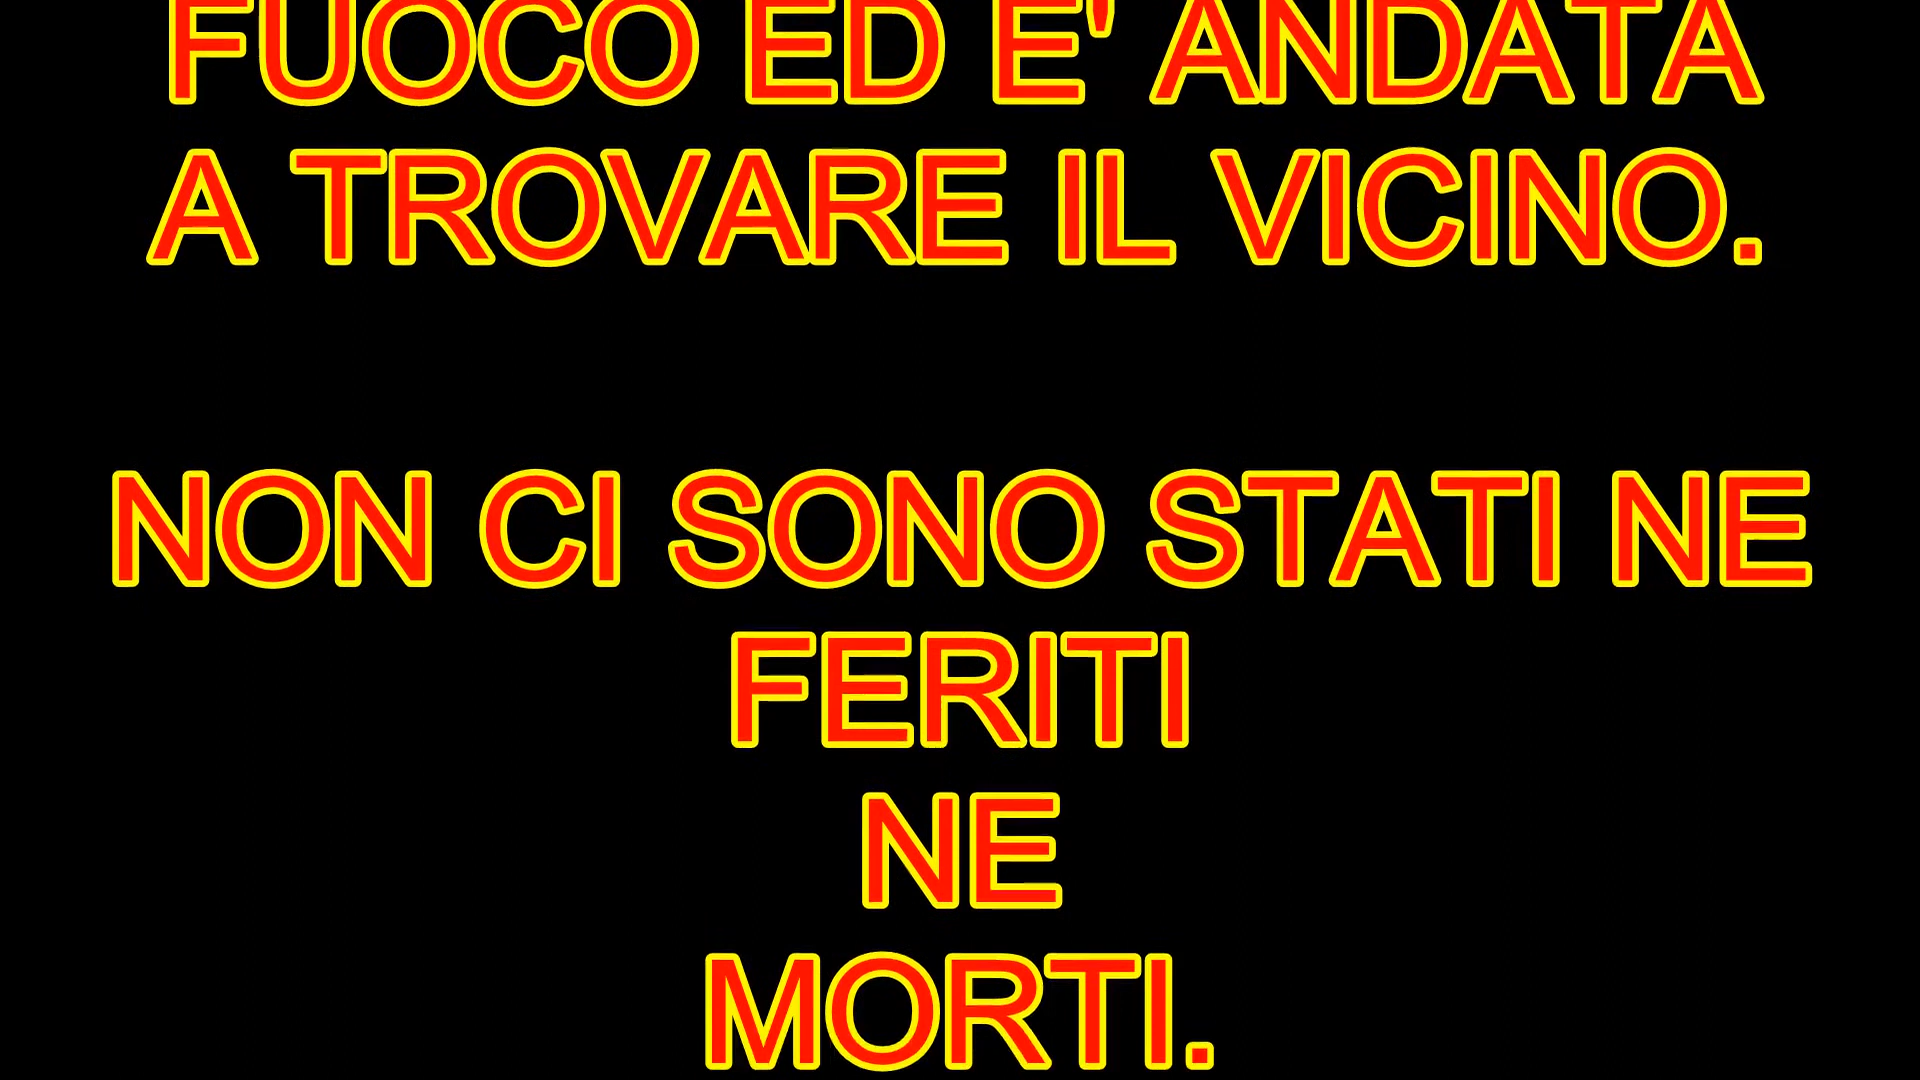 FUOCO ED E' ANDATA
A TROVARE IL VICINO.
NON CI SONO STATI NE
FERITI
NE
MORTI.